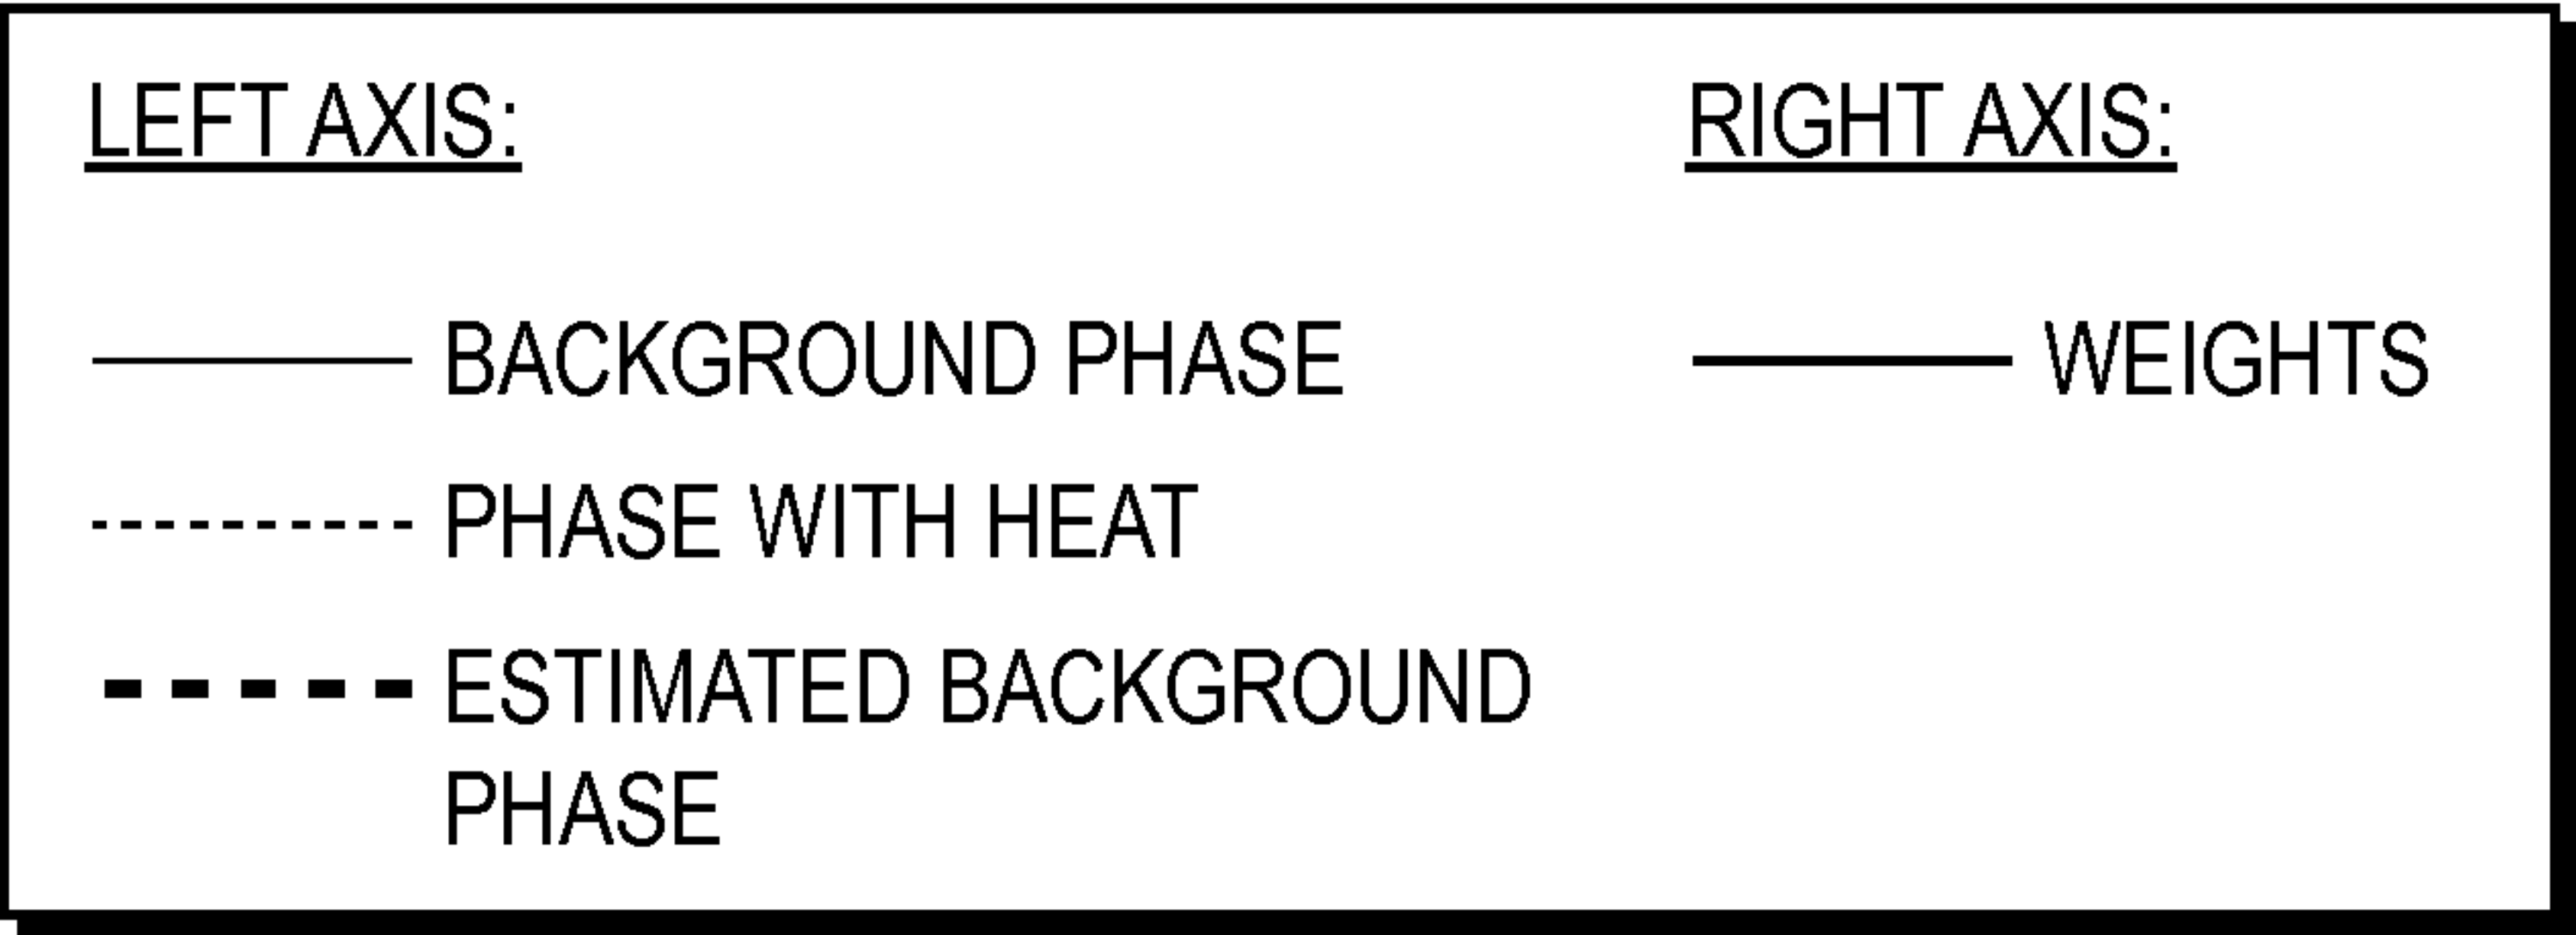 LEFT AXIS:
BACKGROUND PHASE
PHASE WITH HEAT
ESTIMATED BACKGROUND
PHASE
RIGHT AXIS:
WEIGHTS